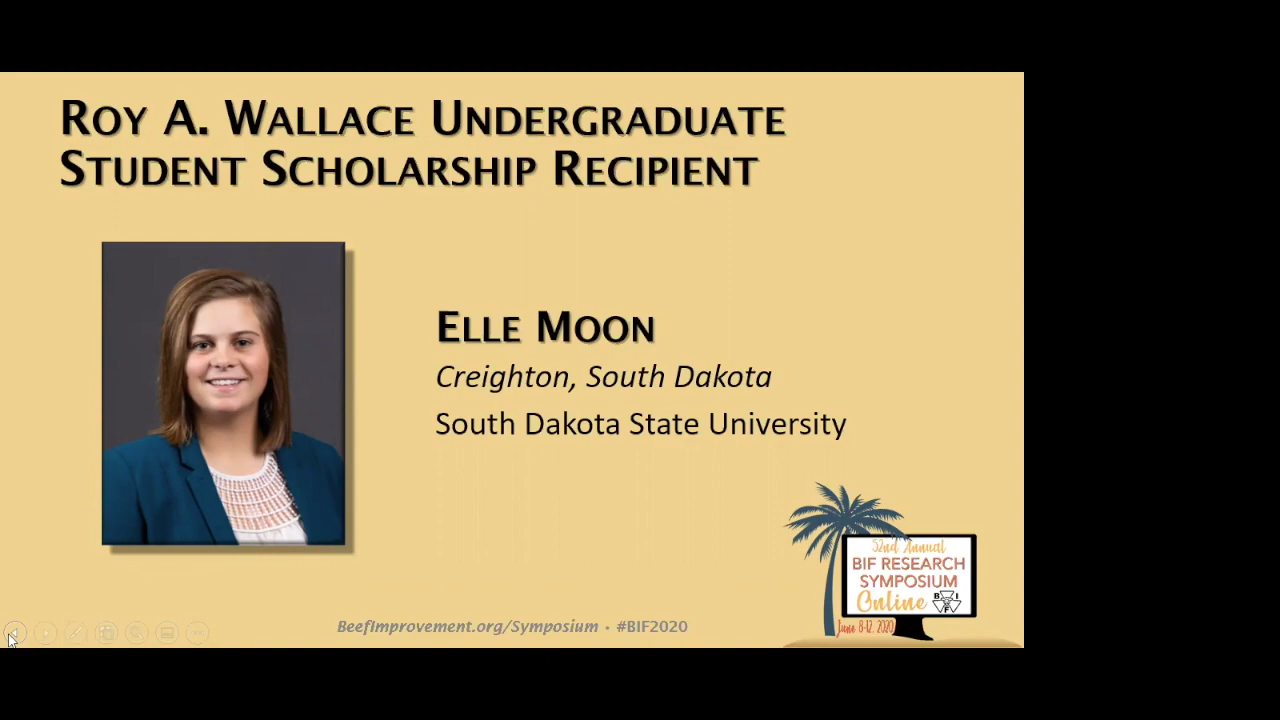 ROY A. WALLACE UNDERGRADUATE
STUDENT SCHOLARSHIP RECIPIENT
ELLE MOON
Creighton, South Dakota
South Dakota State University
52nd Annual
BIF RESEARCH
SYMPOSIUM
Online
B I F
June 8-12, 2020
BeefImprovement.org/Symposium • #BIF2020